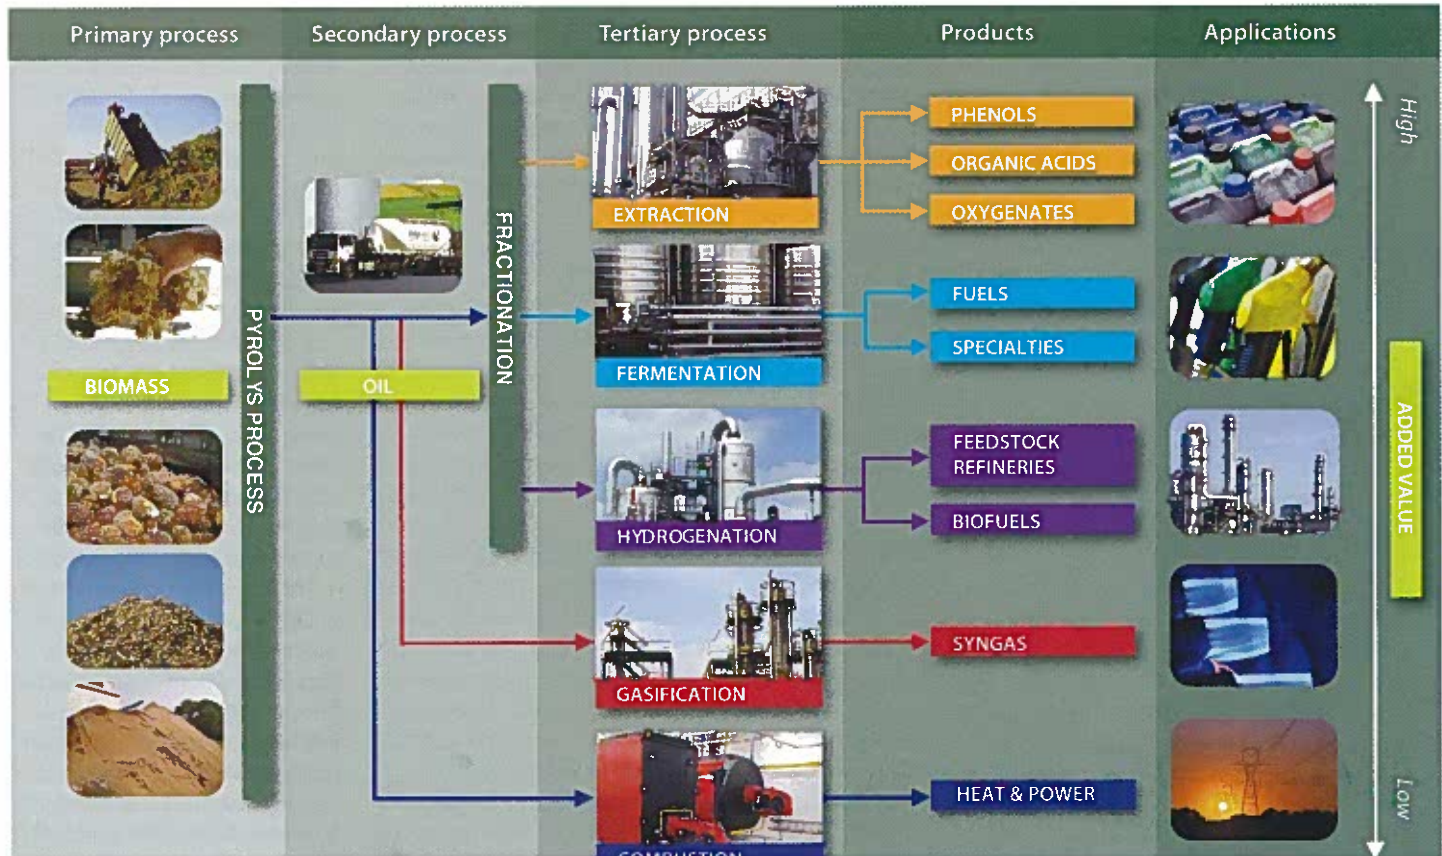 Primary process
Secondary process
Tertiary process
Products
Applications
PYROLYS PROCESS
BIOMASS
OIL
FRACTIONATION
EXTRACTION
FERMENTATION
HYDROGENATION
GASIFICATION
COMBUSTION
PHENOLS
ORGANIC ACIDS
OXYGENATES
FUELS
SPECIALTIES
FEEDSTOCK
REFINERIES
BIOFUELS
SYNGAS
HEAT & POWER
High
ADDED VALUE
Low